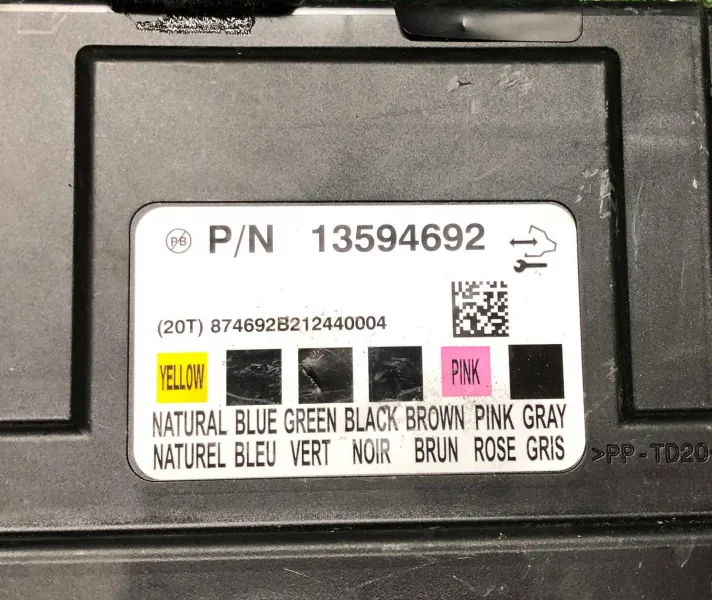 PB P/N 13594692
(20T) 874692B212440004
YELLOW PINK
NATURAL BLUE GREEN BLACK BROWN PINK GRAY
NATUREL BLEU VERT NOIR BRUN ROSE GRIS
>PP-TD20<